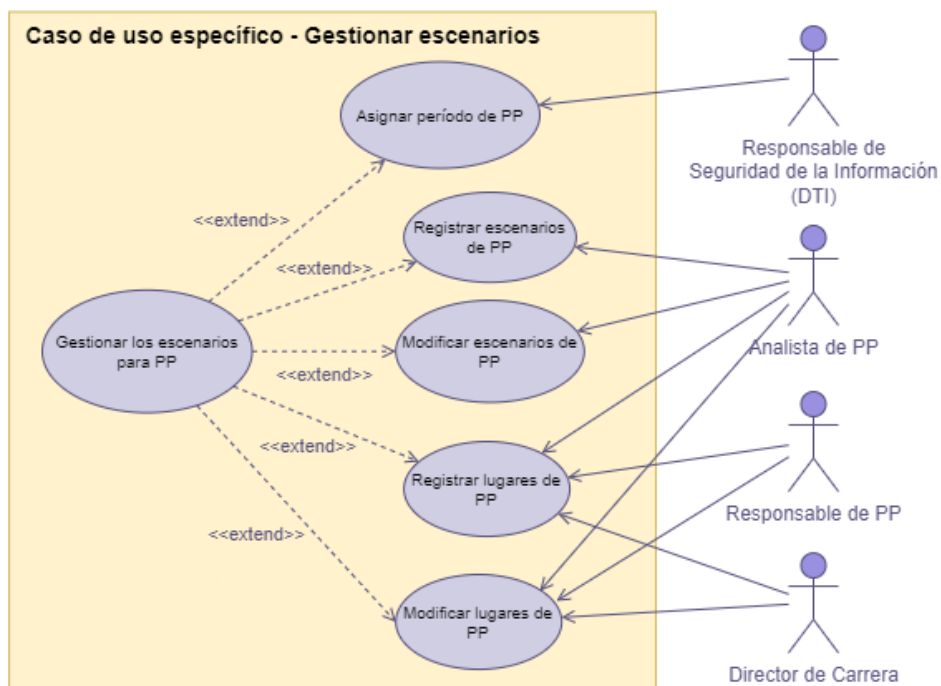 Caso de uso específico - Gestionar escenarios
Asignar período de PP
Responsable de
Seguridad de la Información
(DTI)
<<extend>>
Registrar escenarios
de PP
<<extend>>
Gestionar los escenarios
para PP
Modificar escenarios de
PP
<<extend>>
Analista de PP
<<extend>>
Registrar lugares de
PP
Responsable de PP
<<extend>>
Modificar lugares de
PP
Director de Carrera